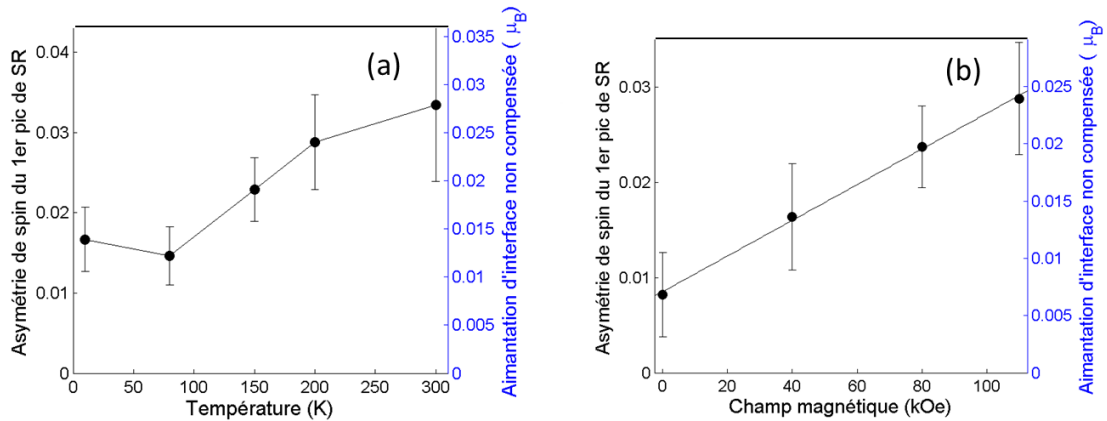 (a)
Asymétrie de spin du 1er pic de SR
0.04
0.03
0.02
0.01
0
0 50 100 150 200 250 300
Température (K)
0.035
0.03
0.025
0.02
0.015
0.01
0.005
0
Aimantation d'interface non compensée ( μB)
(b)
Asymétrie de spin du 1er pic de SR
0.03
0.02
0.01
0
0 20 40 60 80 100
Champ magnétique (kOe)
0.025
0.02
0.015
0.01
0.005
0
Aimantation d'interface non compensée ( μB)